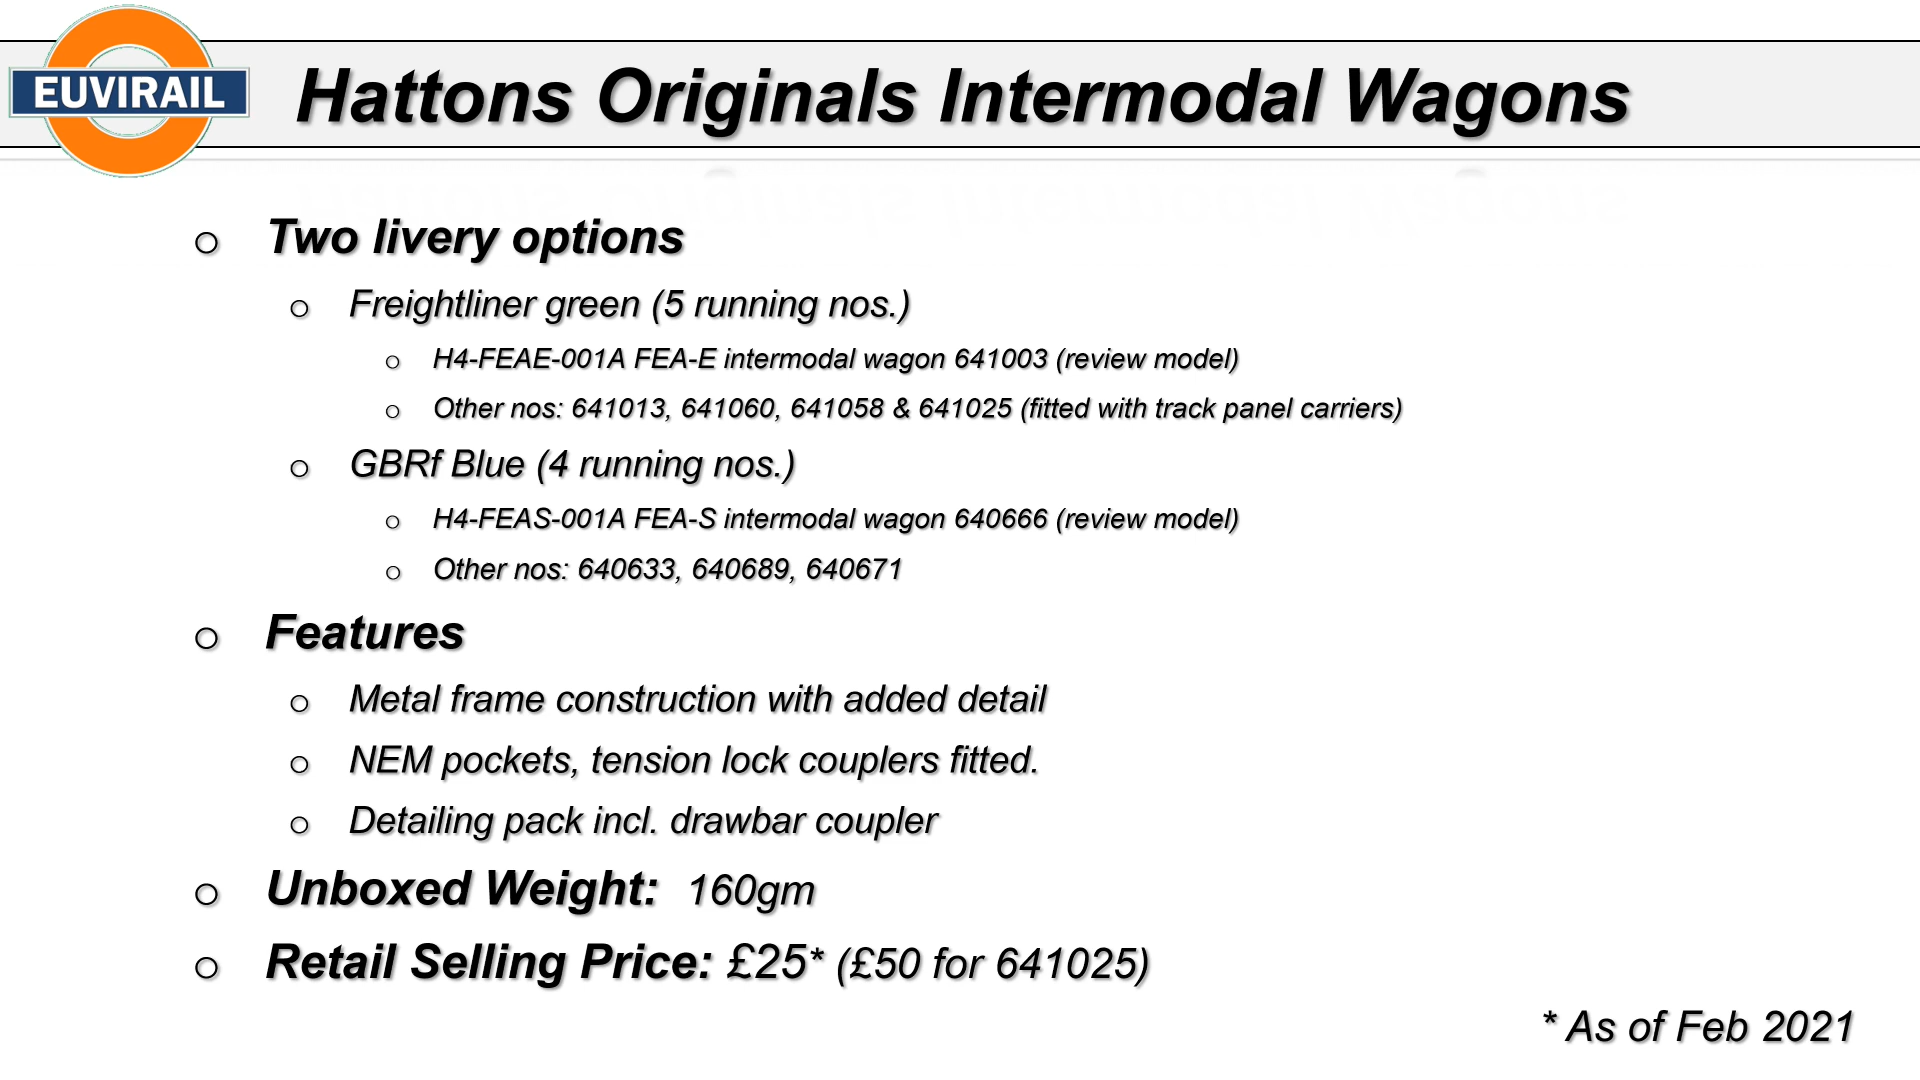 EUVIRAIL
Hattons Originals Intermodal Wagons
o Two livery options
o Freightliner green (5 running nos.)
o H4-FEAE-001A FEA-E intermodal wagon 641003 (review model)
o Other nos: 641013, 641060, 641058 & 641025 (fitted with track panel carriers)
o GBRf Blue (4 running nos.)
o H4-FEAS-001A FEA-S intermodal wagon 640666 (review model)
o Other nos: 640633, 640689, 640671
o Features
o Metal frame construction with added detail
o NEM pockets, tension lock couplers fitted.
o Detailing pack incl. drawbar coupler
o Unboxed Weight: 160gm
o Retail Selling Price: £25* (£50 for 641025)
* As of Feb 2021